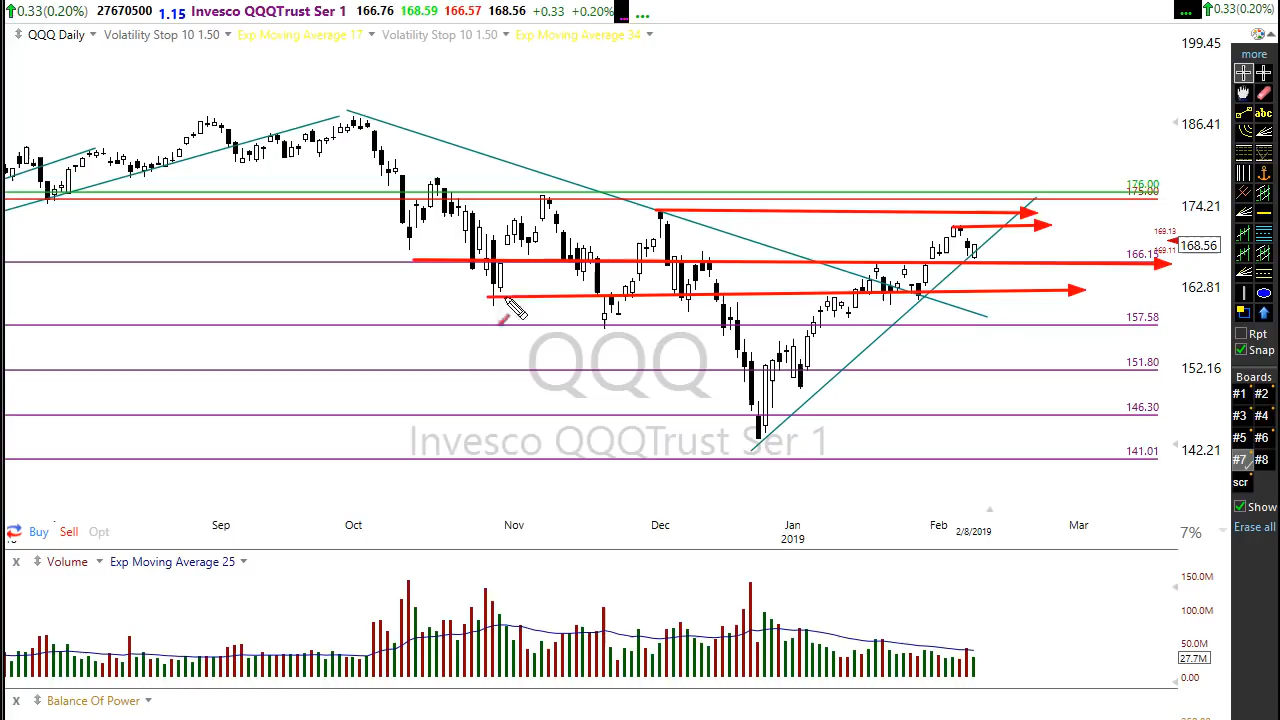 0.33(0.20%) 27670500 1.15 Invesco QQQTrust Ser 1 166.76 168.59 166.57 168.56 +0.33 +0.20% ... ... ... 0.33(0.20%)
QQQ Daily Volatility Stop 10 1.50 Exp Moving Average 17 Volatility Stop 10 1.50 Exp Moving Average 34
199.45
186.41
176.00
175.00
174.21
169.13
168.56
169.11
166.15
162.81
157.58
151.80
152.16
146.30
142.21
141.01
QQQ
Invesco QQQTrust Ser 1
Sep Oct Nov Dec Jan Feb Mar
2019 2/8/2019
Buy Sell Opt
7%
x Volume Exp Moving Average 25
150.0M
100.0M
50.0M
27.7M
0.00
x Balance Of Power
more
abc
Rpt
Snap
Boards
#1 #2
#3 #4
#5 #6
#7 #8
scr
Show
Erase all